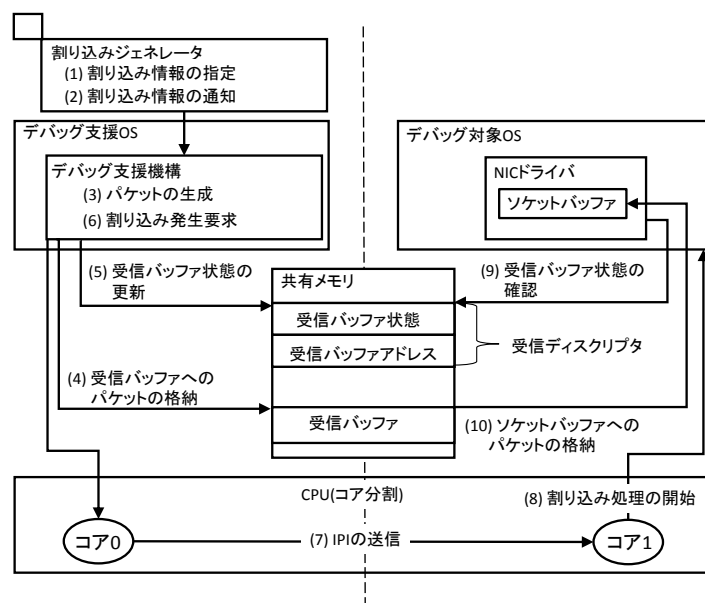 割り込みジェネレータ
(1) 割り込み情報の指定
(2) 割り込み情報の通知
デバッグ支援OS
デバッグ支援機構
(3) パケットの生成
(6) 割り込み発生要求
デバッグ対象OS
NICドライバ
ソケットバッファ
(5) 受信バッファ状態の
更新
(9) 受信バッファ状態の
確認
共有メモリ
受信バッファ状態
受信バッファアドレス
受信ディスクリプタ
(4) 受信バッファへの
パケットの格納
受信バッファ
(10) ソケットバッファへの
パケットの格納
CPU(コア分割)
(8) 割り込み処理の開始
コア0
(7) IPIの送信
コア1